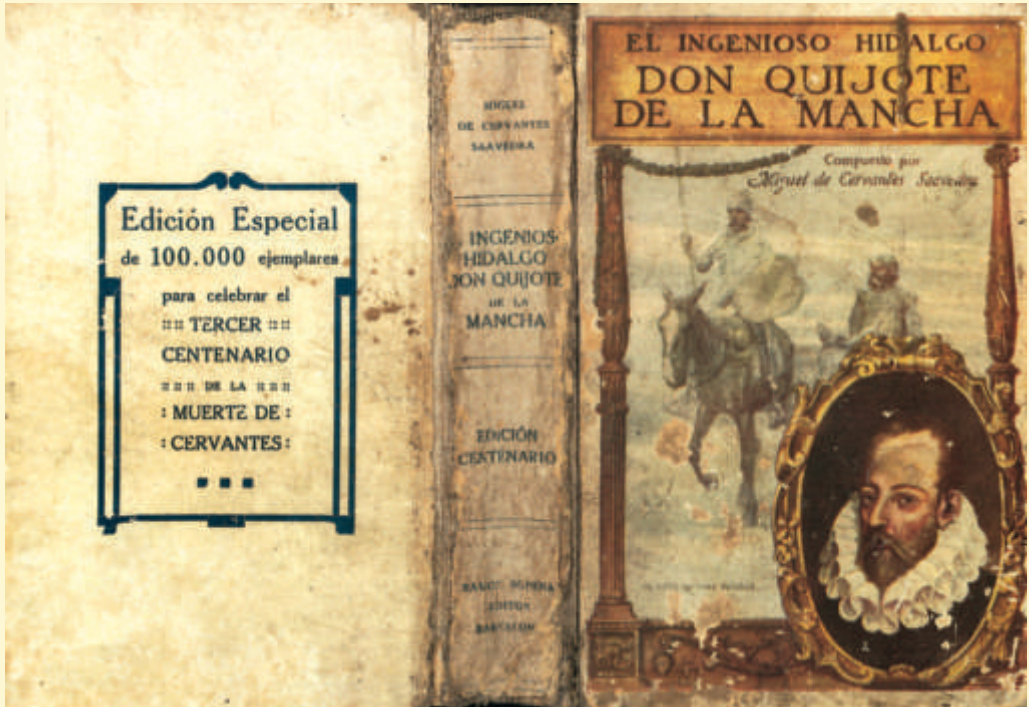 Edición Especial
de 100.000 ejemplares
para celebrar el
TERCER
CENTENARIO
DE LA
MUERTE DE
: CERVANTES :
MIGUEL
DE CERVANTES
SAAVEDRA
INGENIOS
HIDALGO
DON QUIJOTE
DE LA
MANCHA
EDICIÓN
CENTENARIO
RAMON SOPENA
EDITOR
BARCELON
EL INGENIOSO HIDALGO
DON QUIJOTE
DE LA MANCHA
Compuesto por
Miguel de Cervantes Saavedra